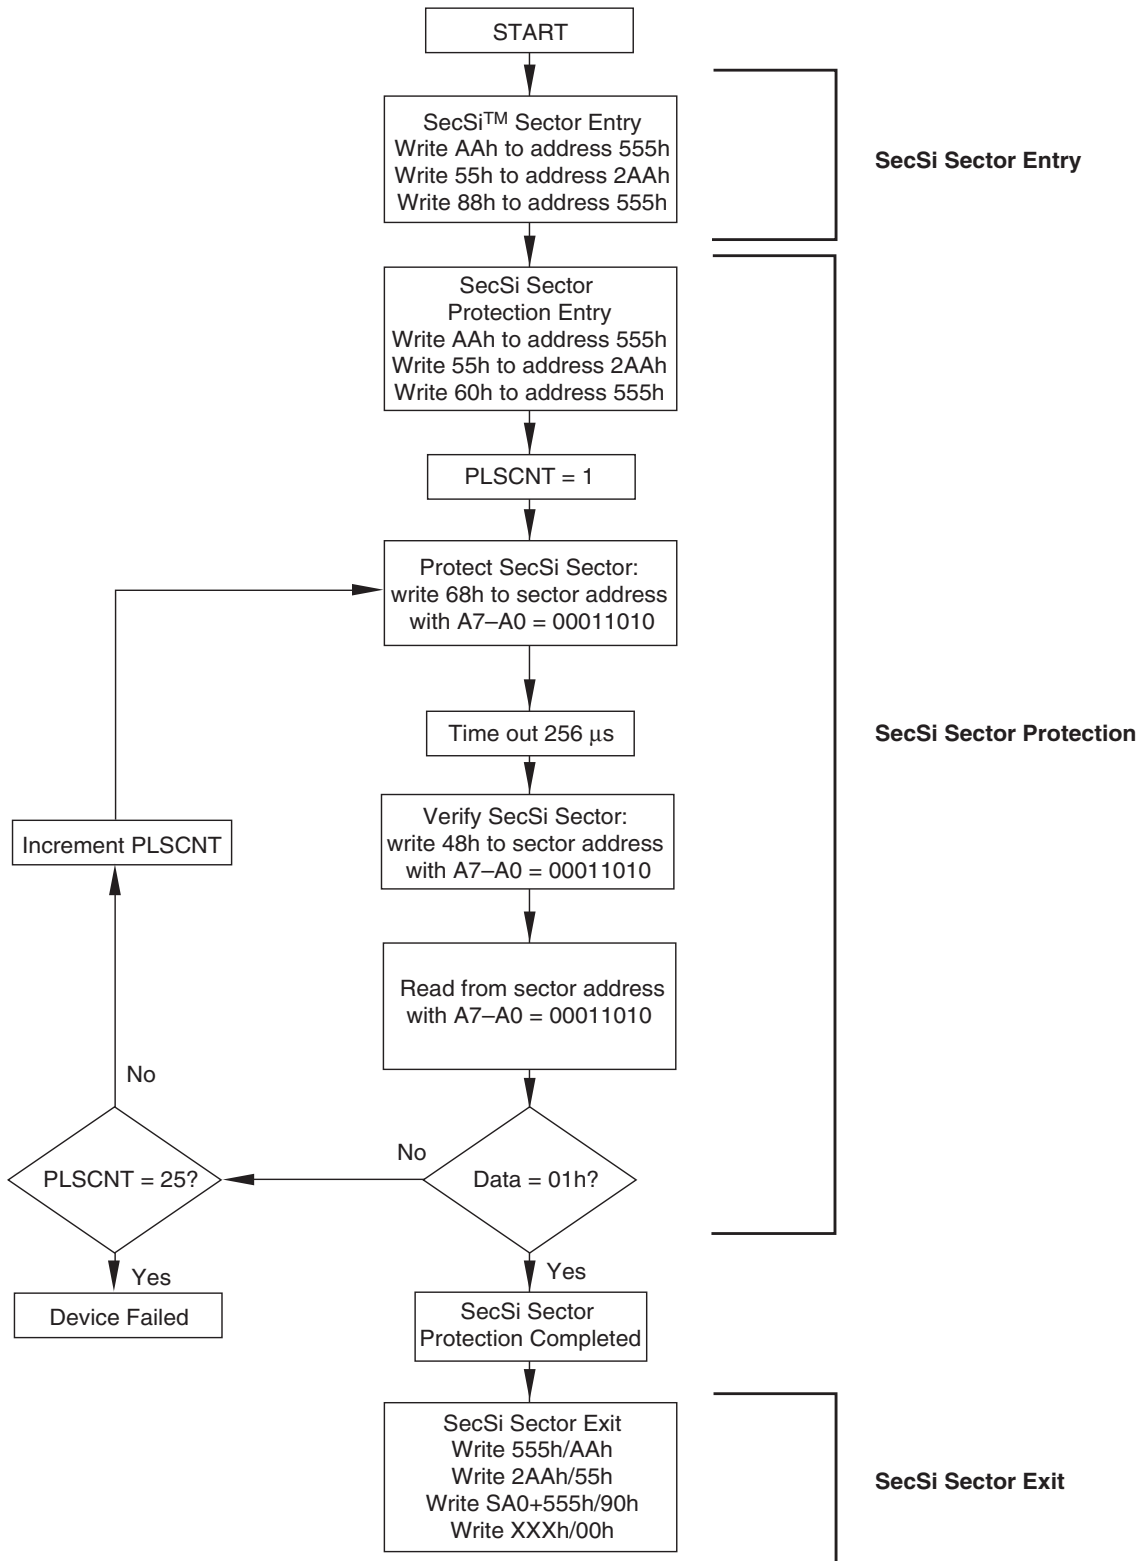 START
SecSi™ Sector Entry
Write AAh to address 555h
Write 55h to address 2AAh
Write 88h to address 555h
SecSi Sector Entry
SecSi Sector
Protection Entry
Write AAh to address 555h
Write 55h to address 2AAh
Write 60h to address 555h
PLSCNT = 1
Protect SecSi Sector:
write 68h to sector address
with A7–A0 = 00011010
Time out 256 μs
SecSi Sector Protection
Verify SecSi Sector:
write 48h to sector address
with A7–A0 = 00011010
Increment PLSCNT
Read from sector address
with A7–A0 = 00011010
No
No
PLSCNT = 25?
Data = 01h?
Yes
Yes
Device Failed
SecSi Sector
Protection Completed
SecSi Sector Exit
Write 555h/AAh
Write 2AAh/55h
Write SA0+555h/90h
Write XXXh/00h
SecSi Sector Exit